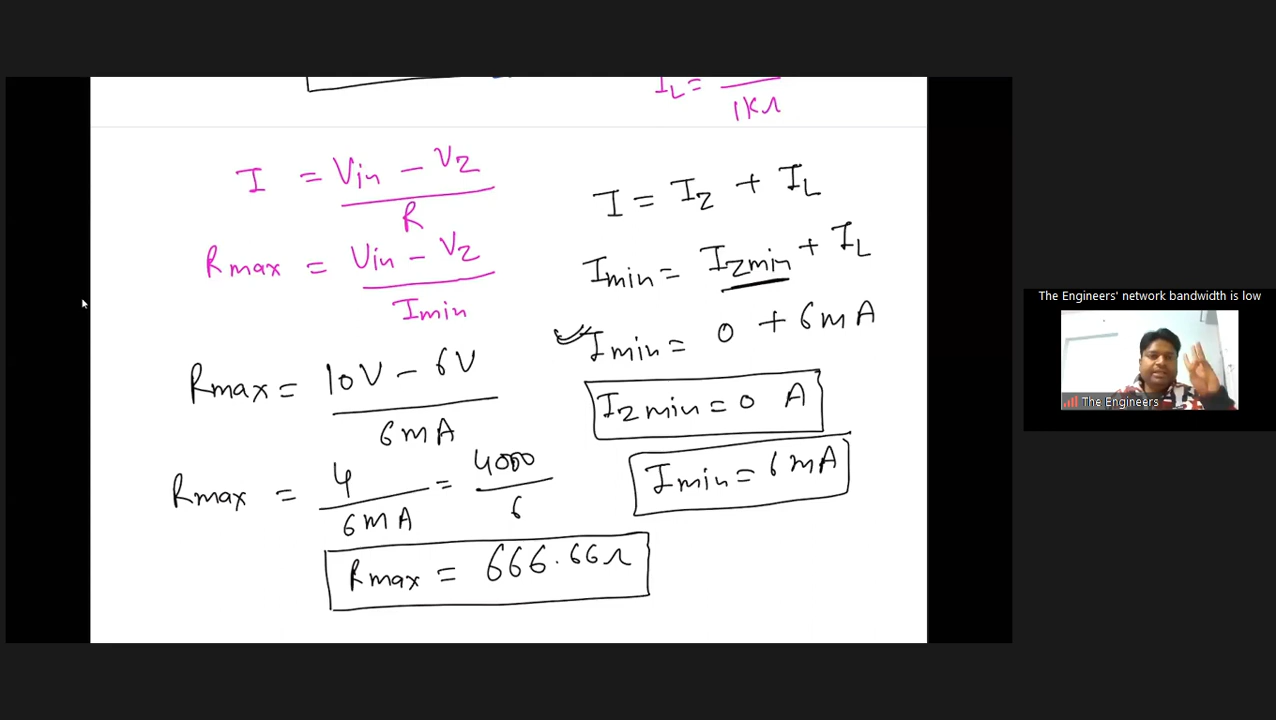 IL =
1KΩ
I = Vin - VZ
R
I = IZ + IL
Rmax = Vin - VZ
Imin
Imin = IZmin + IL
Imin = 0 + 6mA
Rmax = 10V - 6V
6mA
IZmin = 0 A
Rmax = 4 = 4000
6mA 6
Imin = 6mA
Rmax = 666.66Ω
The Engineers' network bandwidth is low
The Engineers